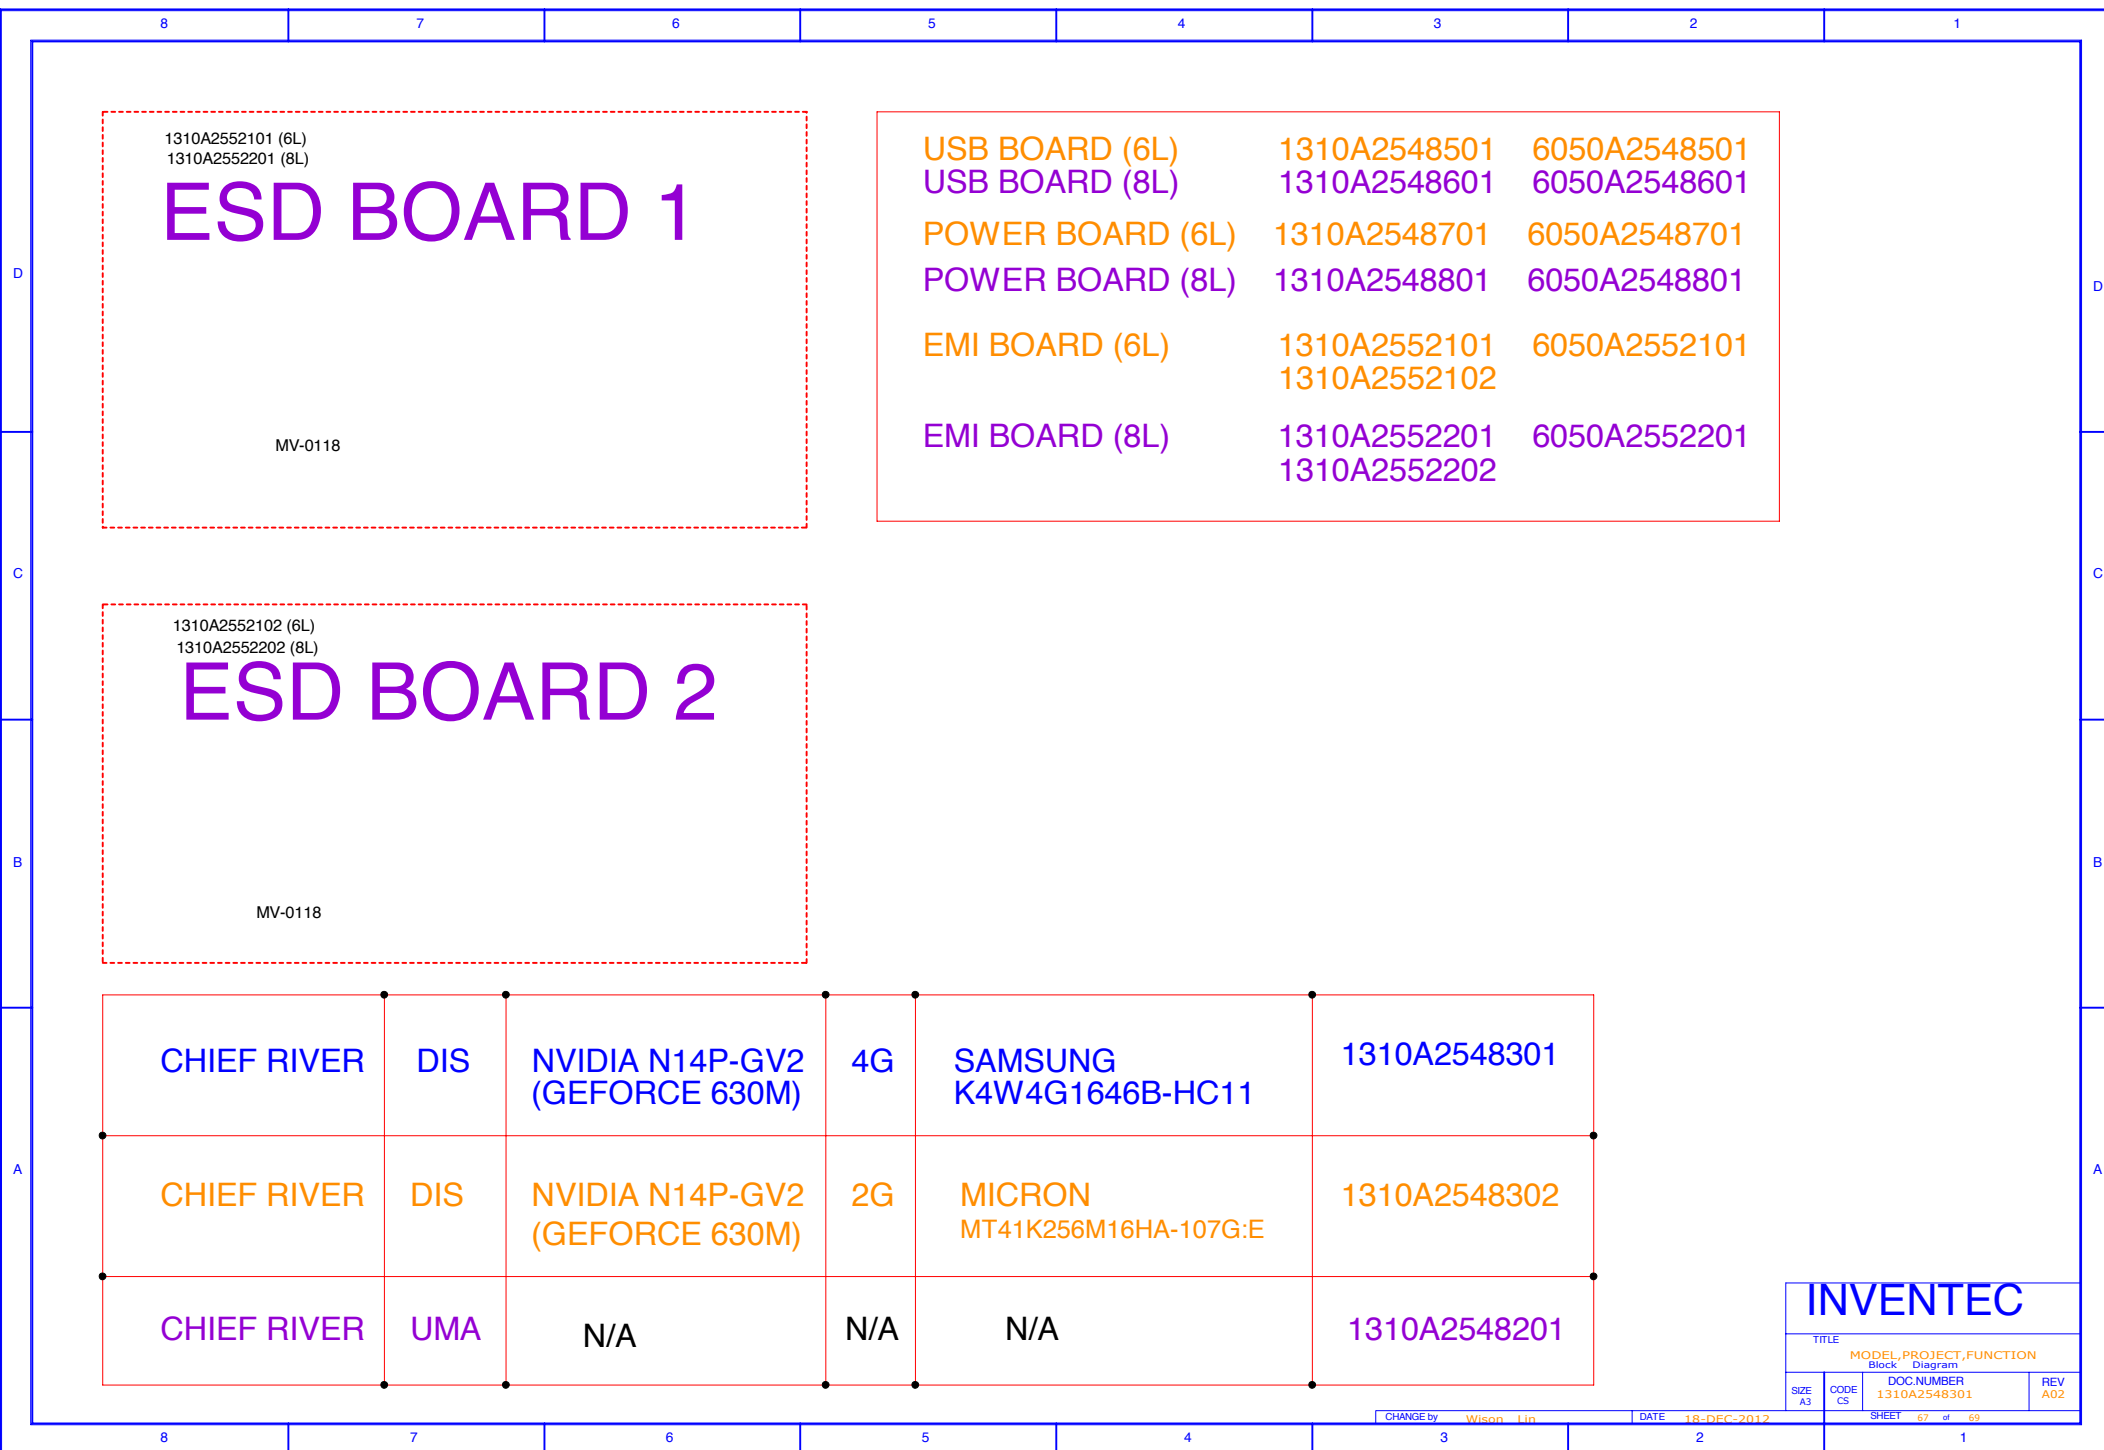 8 7 6 5 4 3 2 1
1310A2552101 (6L)
1310A2552201 (8L)
ESD BOARD 1
MV-0118
USB BOARD (6L) 1310A2548501 6050A2548501
USB BOARD (8L) 1310A2548601 6050A2548601
POWER BOARD (6L) 1310A2548701 6050A2548701
POWER BOARD (8L) 1310A2548801 6050A2548801
EMI BOARD (6L) 1310A2552101 6050A2552101
1310A2552102
EMI BOARD (8L) 1310A2552201 6050A2552201
1310A2552202
D D
C C
1310A2552102 (6L)
1310A2552202 (8L)
ESD BOARD 2
MV-0118
B B
CHIEF RIVER DIS NVIDIA N14P-GV2 4G SAMSUNG 1310A2548301
(GEFORCE 630M) K4W4G1646B-HC11
A A
CHIEF RIVER DIS NVIDIA N14P-GV2 2G MICRON 1310A2548302
(GEFORCE 630M) MT41K256M16HA-107G:E
CHIEF RIVER UMA N/A N/A N/A 1310A2548201
INVENTEC
TITLE
MODEL,PROJECT,FUNCTION
Block Diagram
SIZE CODE DOC.NUMBER REV
A3 CS 1310A2548301 A02
CHANGE by Wison Lin DATE 18-DEC-2012 SHEET 67 of 69
8 7 6 5 4 3 2 1